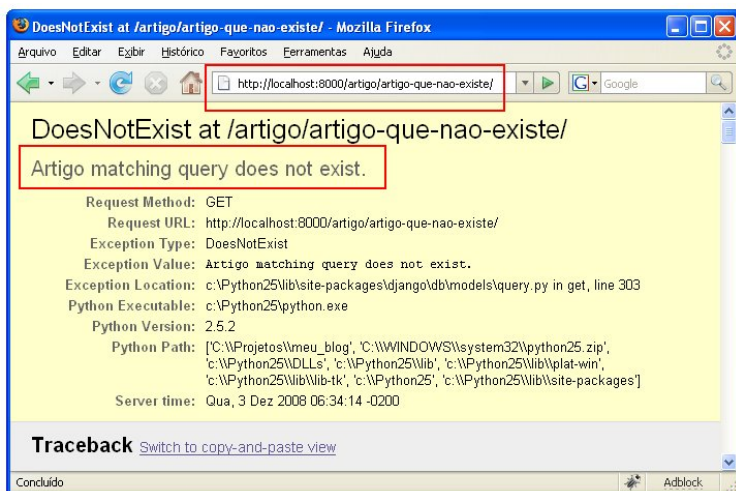 DoesNotExist at /artigo/artigo-que-nao-existe/ - Mozilla Firefox
Arquivo Editar Exibir Histórico Favoritos Ferramentas Ajuda
http://localhost:8000/artigo/artigo-que-nao-existe/ G Google
DoesNotExist at /artigo/artigo-que-nao-existe/
Artigo matching query does not exist.
Request Method: GET
Request URL: http://localhost:8000/artigo/artigo-que-nao-existe/
Exception Type: DoesNotExist
Exception Value: Artigo matching query does not exist.
Exception Location: c:\Python25\lib\site-packages\django\db\models\query.py in get, line 303
Python Executable: c:\Python25\python.exe
Python Version: 2.5.2
Python Path: ['C:\\Projetos\\meu_blog', 'C:\\WINDOWS\\system32\\python25.zip',
'c:\\Python25\\DLLs', 'c:\\Python25\\lib', 'c:\\Python25\\lib\\plat-win',
'c:\\Python25\\lib\\lib-tk', 'c:\\Python25', 'c:\\Python25\\lib\\site-packages']
Server time: Qua, 3 Dez 2008 06:34:14 -0200
Traceback Switch to copy-and-paste view
Concluído Adblock